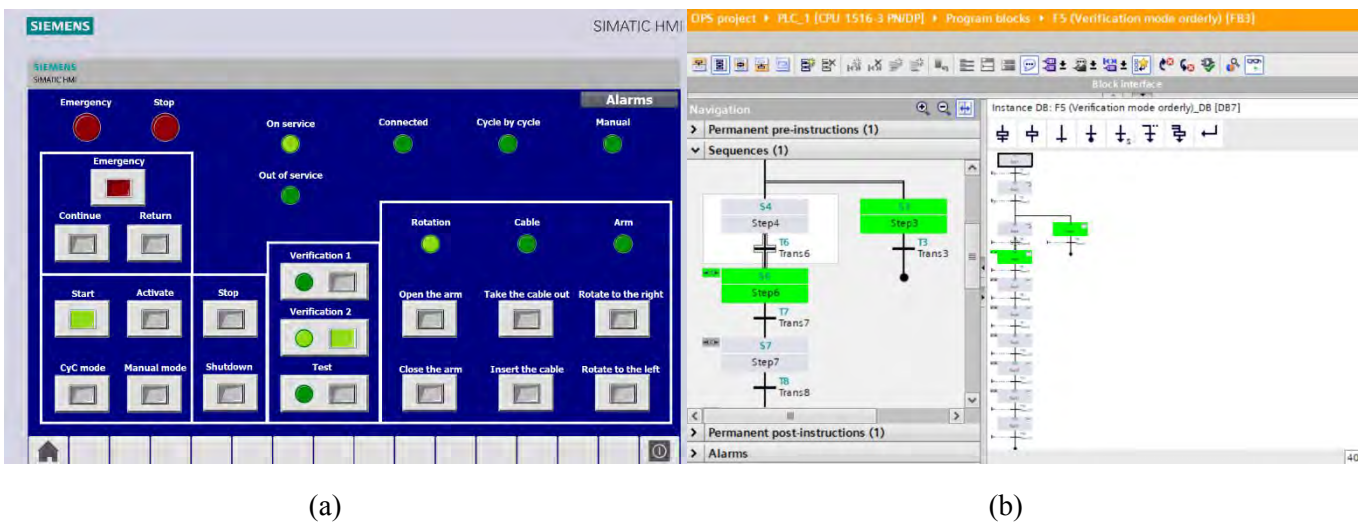 SIEMENS
SIMATIC HMI
SIEMENS
SIMATIC HMI
Alarms
Emergency
Stop
On service
Connected
Cycle by cycle
Manual
Emergency
Out of service
Continue
Return
Rotation
Cable
Arm
Verification 1
Start
Activate
Stop
Open the arm
Take the cable out
Rotate to the right
Verification 2
CyC mode
Manual mode
Shutdown
Test
Close the arm
Insert the cable
Rotate to the left
(a)
OPS project PLC_1 [CPU 1516-3 PN/DP] Program blocks F5 (Verification mode orderly) [FB3]
Block interface
Navigation
Instance DB: F5 (Verification mode orderly)_DB [DB7]
Permanent pre-instructions (1)
Sequences (1)
S4
Step4
S3
Step3
T6
Trans6
T3
Trans3
S6
Step6
T7
Trans7
S7
Step7
T8
Trans8
Permanent post-instructions (1)
Alarms
40
(b)